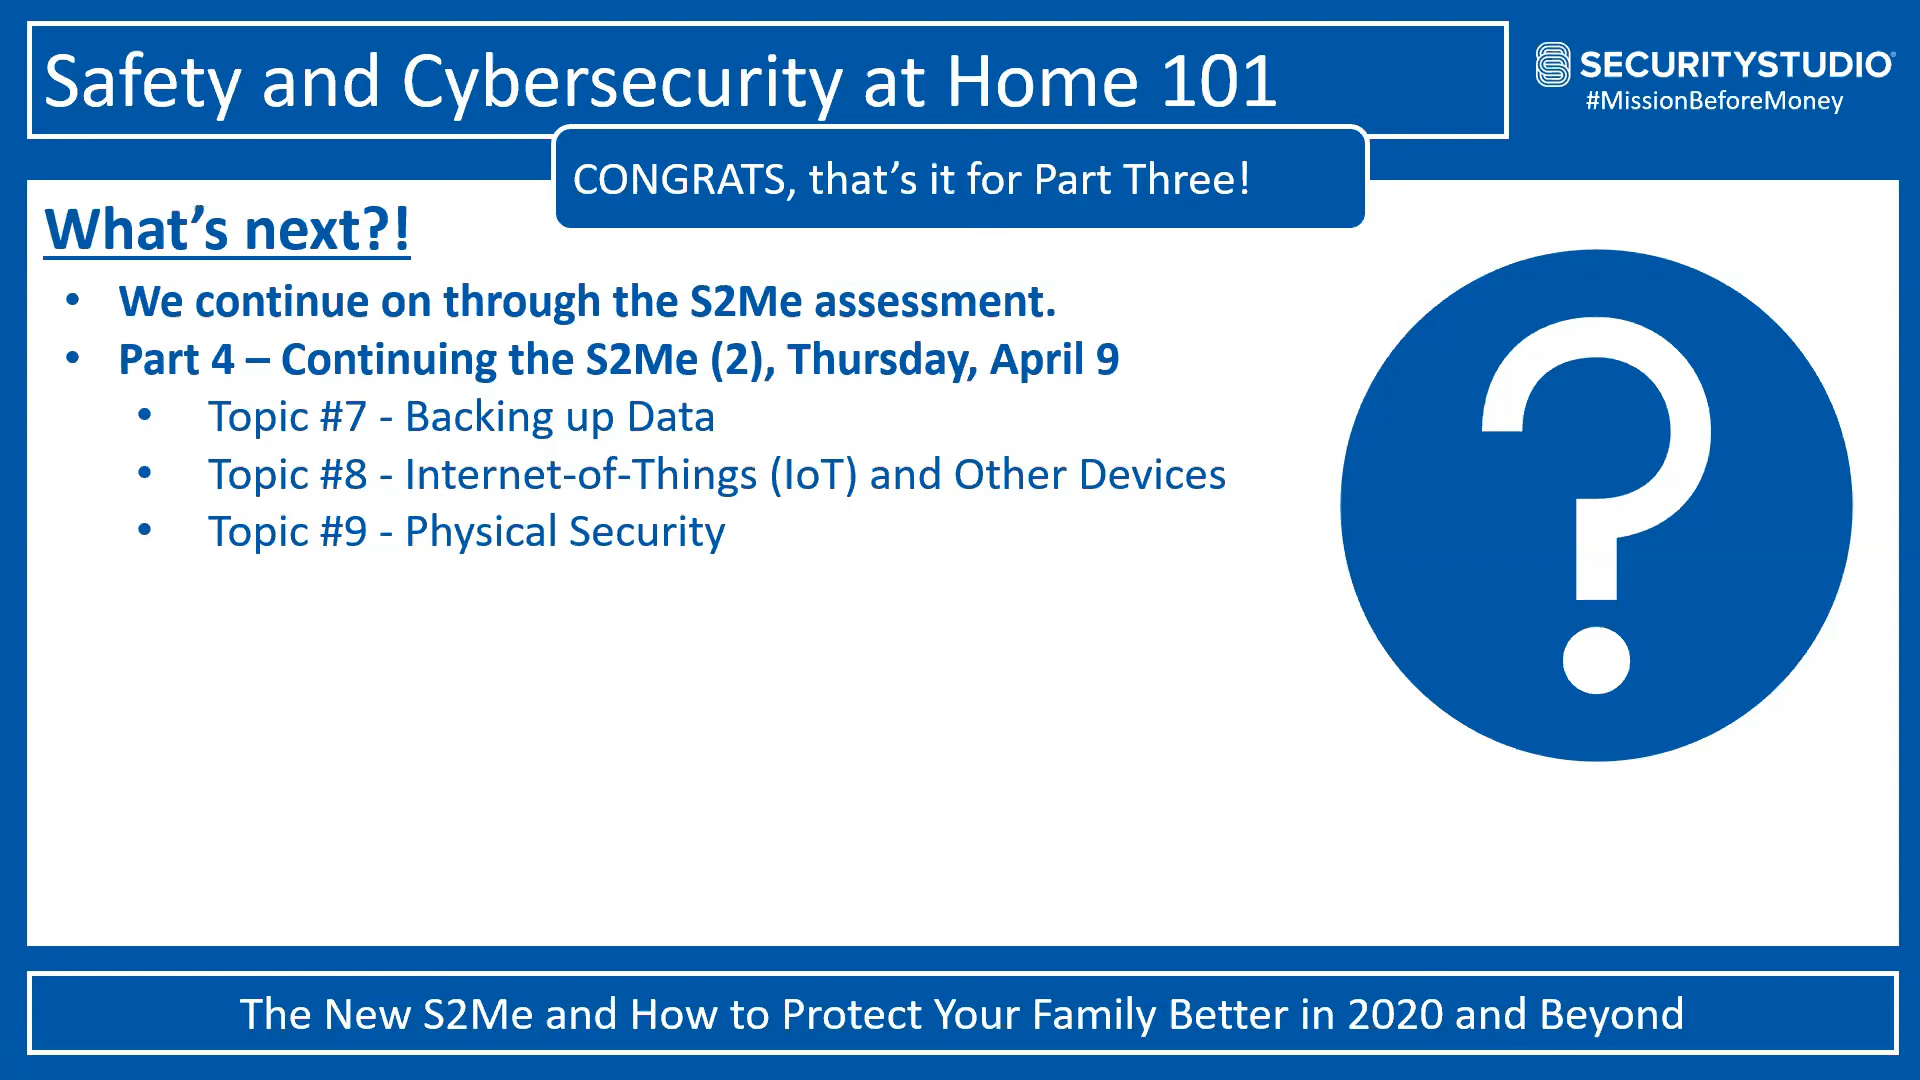 Safety and Cybersecurity at Home 101
SECURITYSTUDIO®
#MissionBeforeMoney
CONGRATS, that’s it for Part Three!
What’s next?!
• We continue on through the S2Me assessment.
• Part 4 – Continuing the S2Me (2), Thursday, April 9
• Topic #7 - Backing up Data
• Topic #8 - Internet-of-Things (IoT) and Other Devices
• Topic #9 - Physical Security
?
The New S2Me and How to Protect Your Family Better in 2020 and Beyond